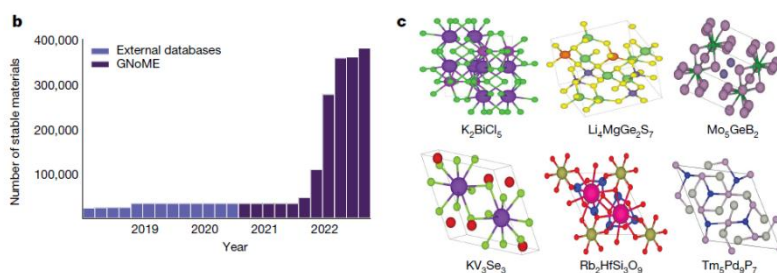 b
Number of stable materials
400,000
300,000
200,000
100,000
External databases
GNoME
2019 2020 2021 2022
Year
c
K₂BiCl₅ Li₄MgGe₂S₇ Mo₅GeB₂
KV₃Se₃ Rb₂HfSi₃O₉ Tm₅Pd₉P₇